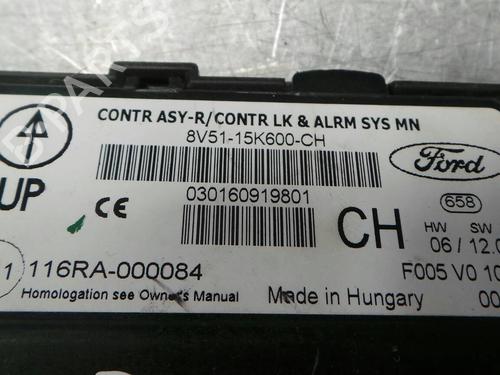 CONTR ASY-R/CONTR LK & ALRM SYS MN
8V51-15K600-CH
Ford
UP
CE
030160919801
CH
658
HW SW
06 / 12.0
1
116RA-000084
F005 V0 10
Homologation see Owners Manual
Made in Hungary
00